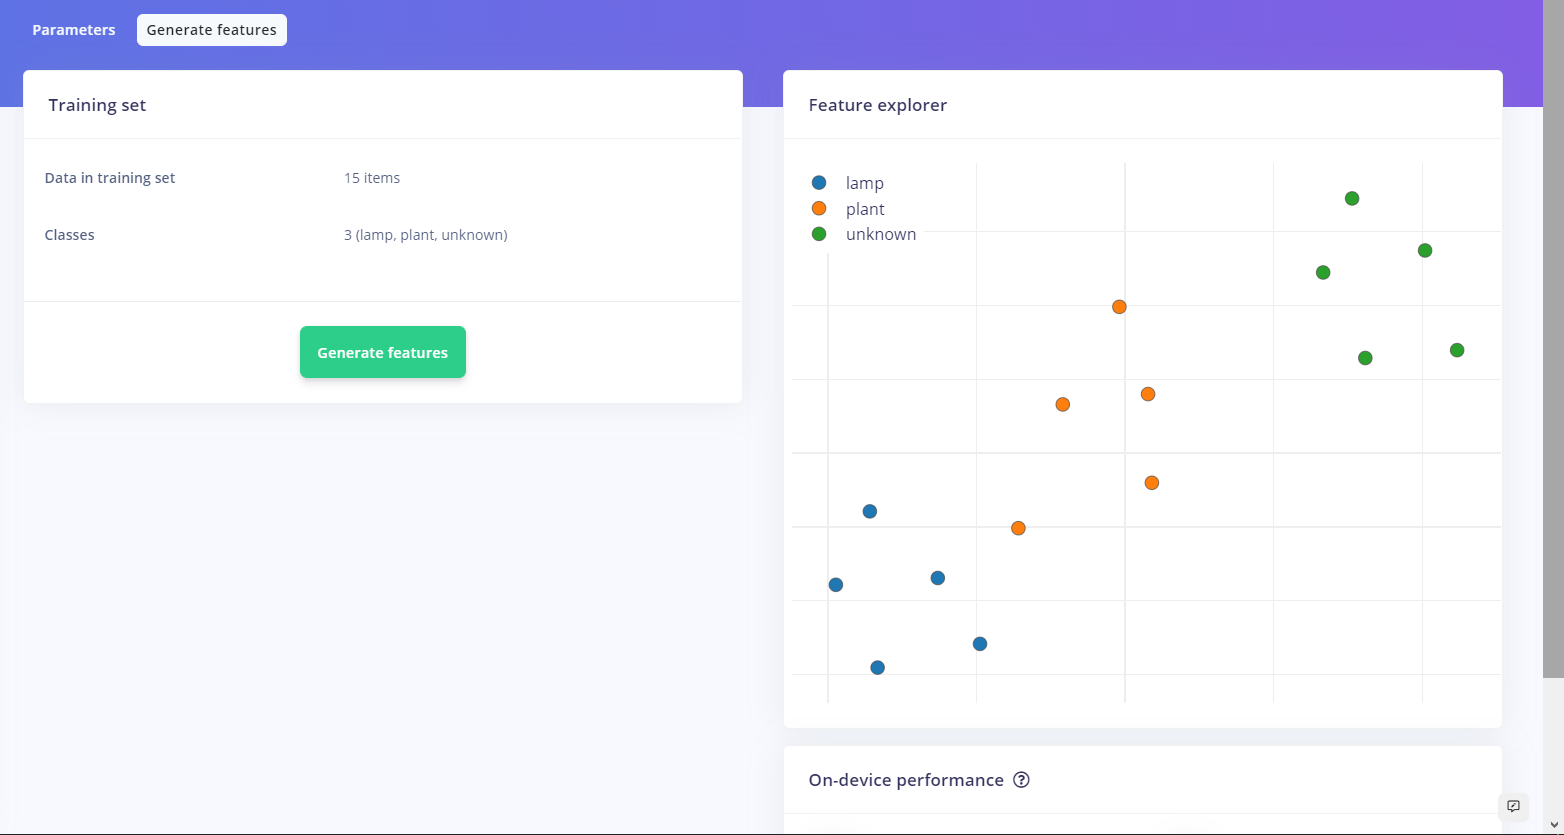 Parameters
Generate features
Training set
Data in training set
15 items
Classes
3 (lamp, plant, unknown)
Generate features
Feature explorer
lamp
plant
unknown
On-device performance